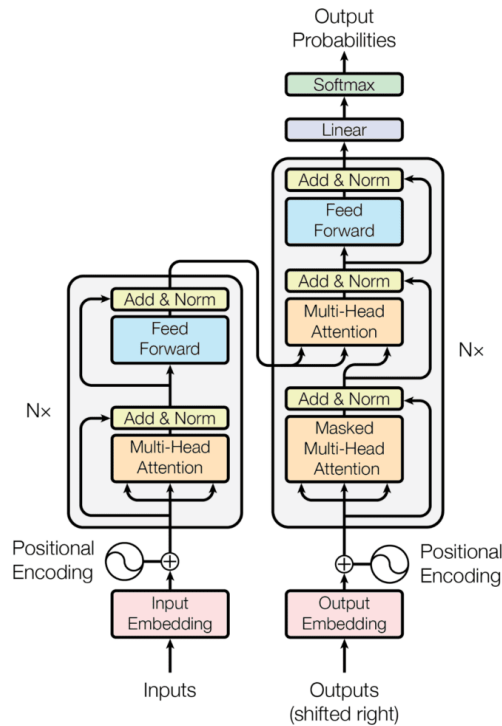 Output
Probabilities
Softmax
Linear
Add & Norm
Feed
Forward
Add & Norm
Multi-Head
Attention
Add & Norm
Masked
Multi-Head
Attention
N×
Positional
Encoding
Output
Embedding
Outputs
(shifted right)
Add & Norm
Feed
Forward
Add & Norm
Multi-Head
Attention
N×
Positional
Encoding
Input
Embedding
Inputs